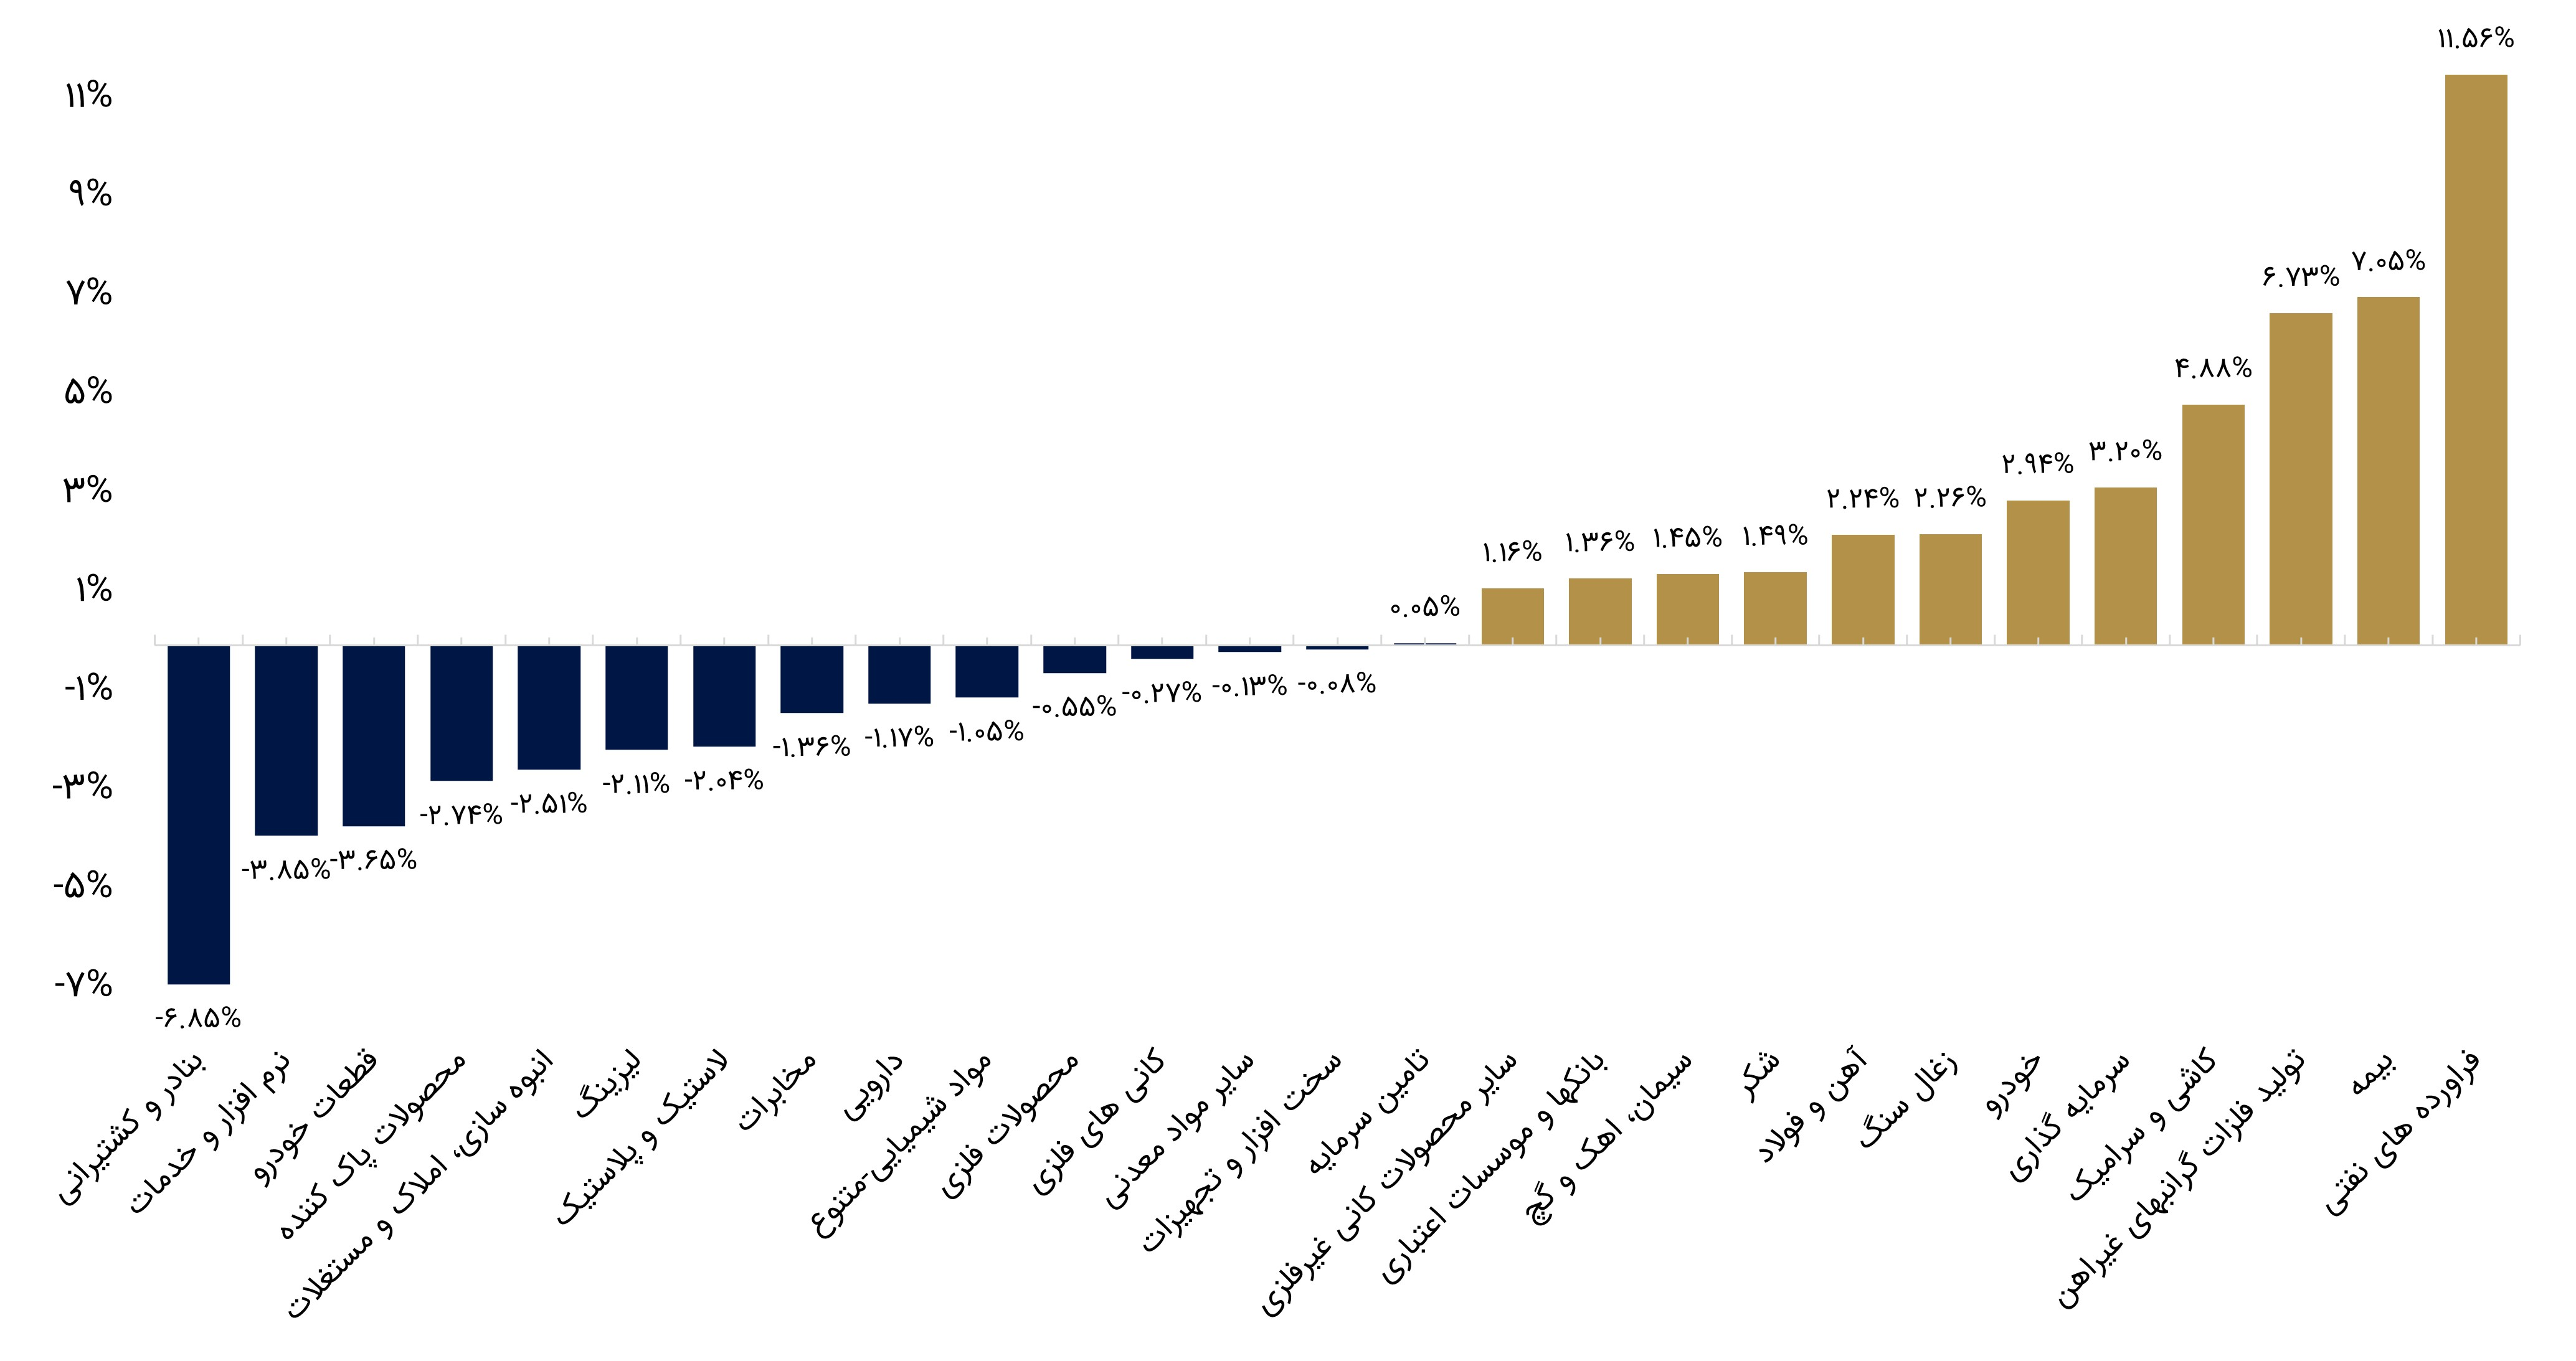 ۱۱%
۹%
۷%
۵%
۳%
۱%
-۱%
-۳%
-۵%
-۷%
-۶.۸۵%
-۳.۸۵%
-۳.۶۵%
-۲.۷۴%
-۲.۵۱%
-۲.۱۱%
-۲.۰۴%
-۱.۳۶%
-۱.۱۷%
-۱.۰۵%
-۰.۵۵%
-۰.۲۷%
-۰.۱۳%
-۰.۰۸%
۰.۰۵%
۱.۱۶%
۱.۳۶%
۱.۴۵%
۱.۴۹%
۲.۲۴%
۲.۲۶%
۲.۹۴%
۳.۲۰%
۴.۸۸%
۶.۷۳%
۷.۰۵%
۱۱.۵۶%
بنادر و کشتیرانی
نرم افزار و خدمات
قطعات خودرو
محصولات پاک کننده
انبوه سازی، املاک و مستغلات
لیزینگ
لاستیک و پلاستیک
مخابرات
دارویی
مواد شیمیایی-متنوع
محصولات فلزی
کانی های فلزی
سایر مواد معدنی
سخت افزار و تجهیزات
تامین سرمایه
سایر محصولات کانی غیرفلزی
بانکها و موسسات اعتباری
سیمان، اهک و گچ
شکر
آهن و فولاد
زغال سنگ
خودرو
سرمایه گذاری
کاشی و سرامیک
تولید فلزات گرانبهای غیراهن
بیمه
فراورده های نفتی